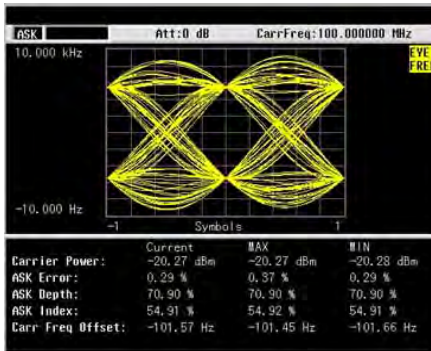 ASK Att:0 dB CarrFreq:100.000000 MHz
10.000 kHz
EYE
FRE
-10.000 Hz
-1 Symbols 1
Current MAX MIN
Carrier Power: -20.27 dBm -20.27 dBm -20.28 dBm
ASK Error: 0.29 % 0.37 % 0.29 %
ASK Depth: 70.90 % 70.90 % 70.90 %
ASK Index: 54.91 % 54.92 % 54.91 %
Carr Freq Offset: -101.57 Hz -101.45 Hz -101.66 Hz